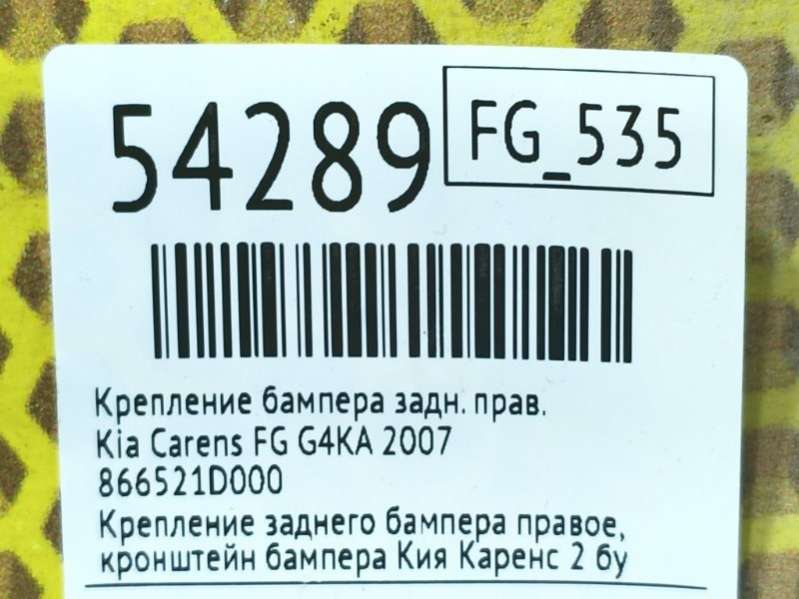 54289
FG_535
Крепление бампера задн. прав.
Kia Carens FG G4KA 2007
866521D000
Крепление заднего бампера правое,
кронштейн бампера Кия Каренс 2 бу